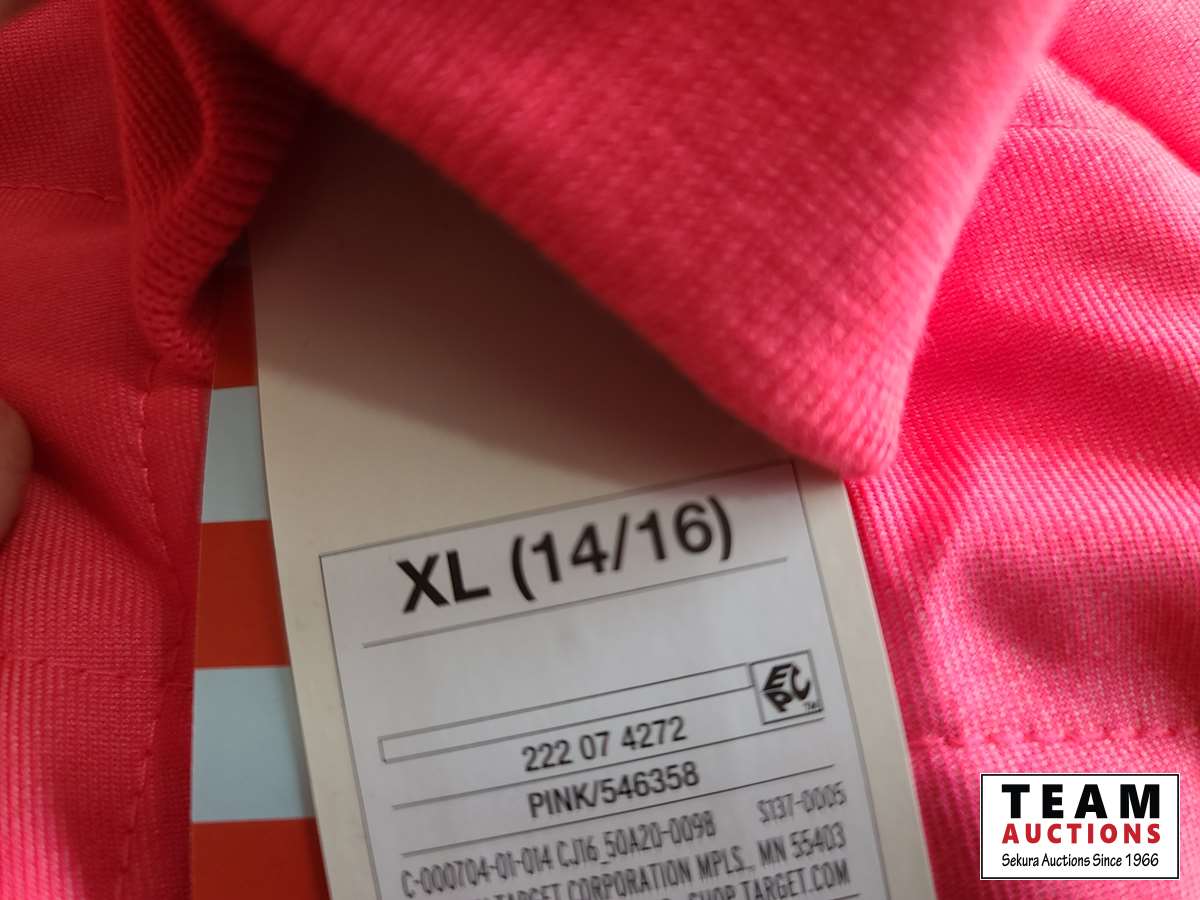 XL (14/16)
EPC
TM
222 07 4272
PINK/546358
C-000704-01-014 CJ16_50A20-0098 S137-0005
TARGET CORPORATION MPLS., MN 55403
SHOP TARGET.COM
TEAM
AUCTIONS
Sekura Auctions Since 1966